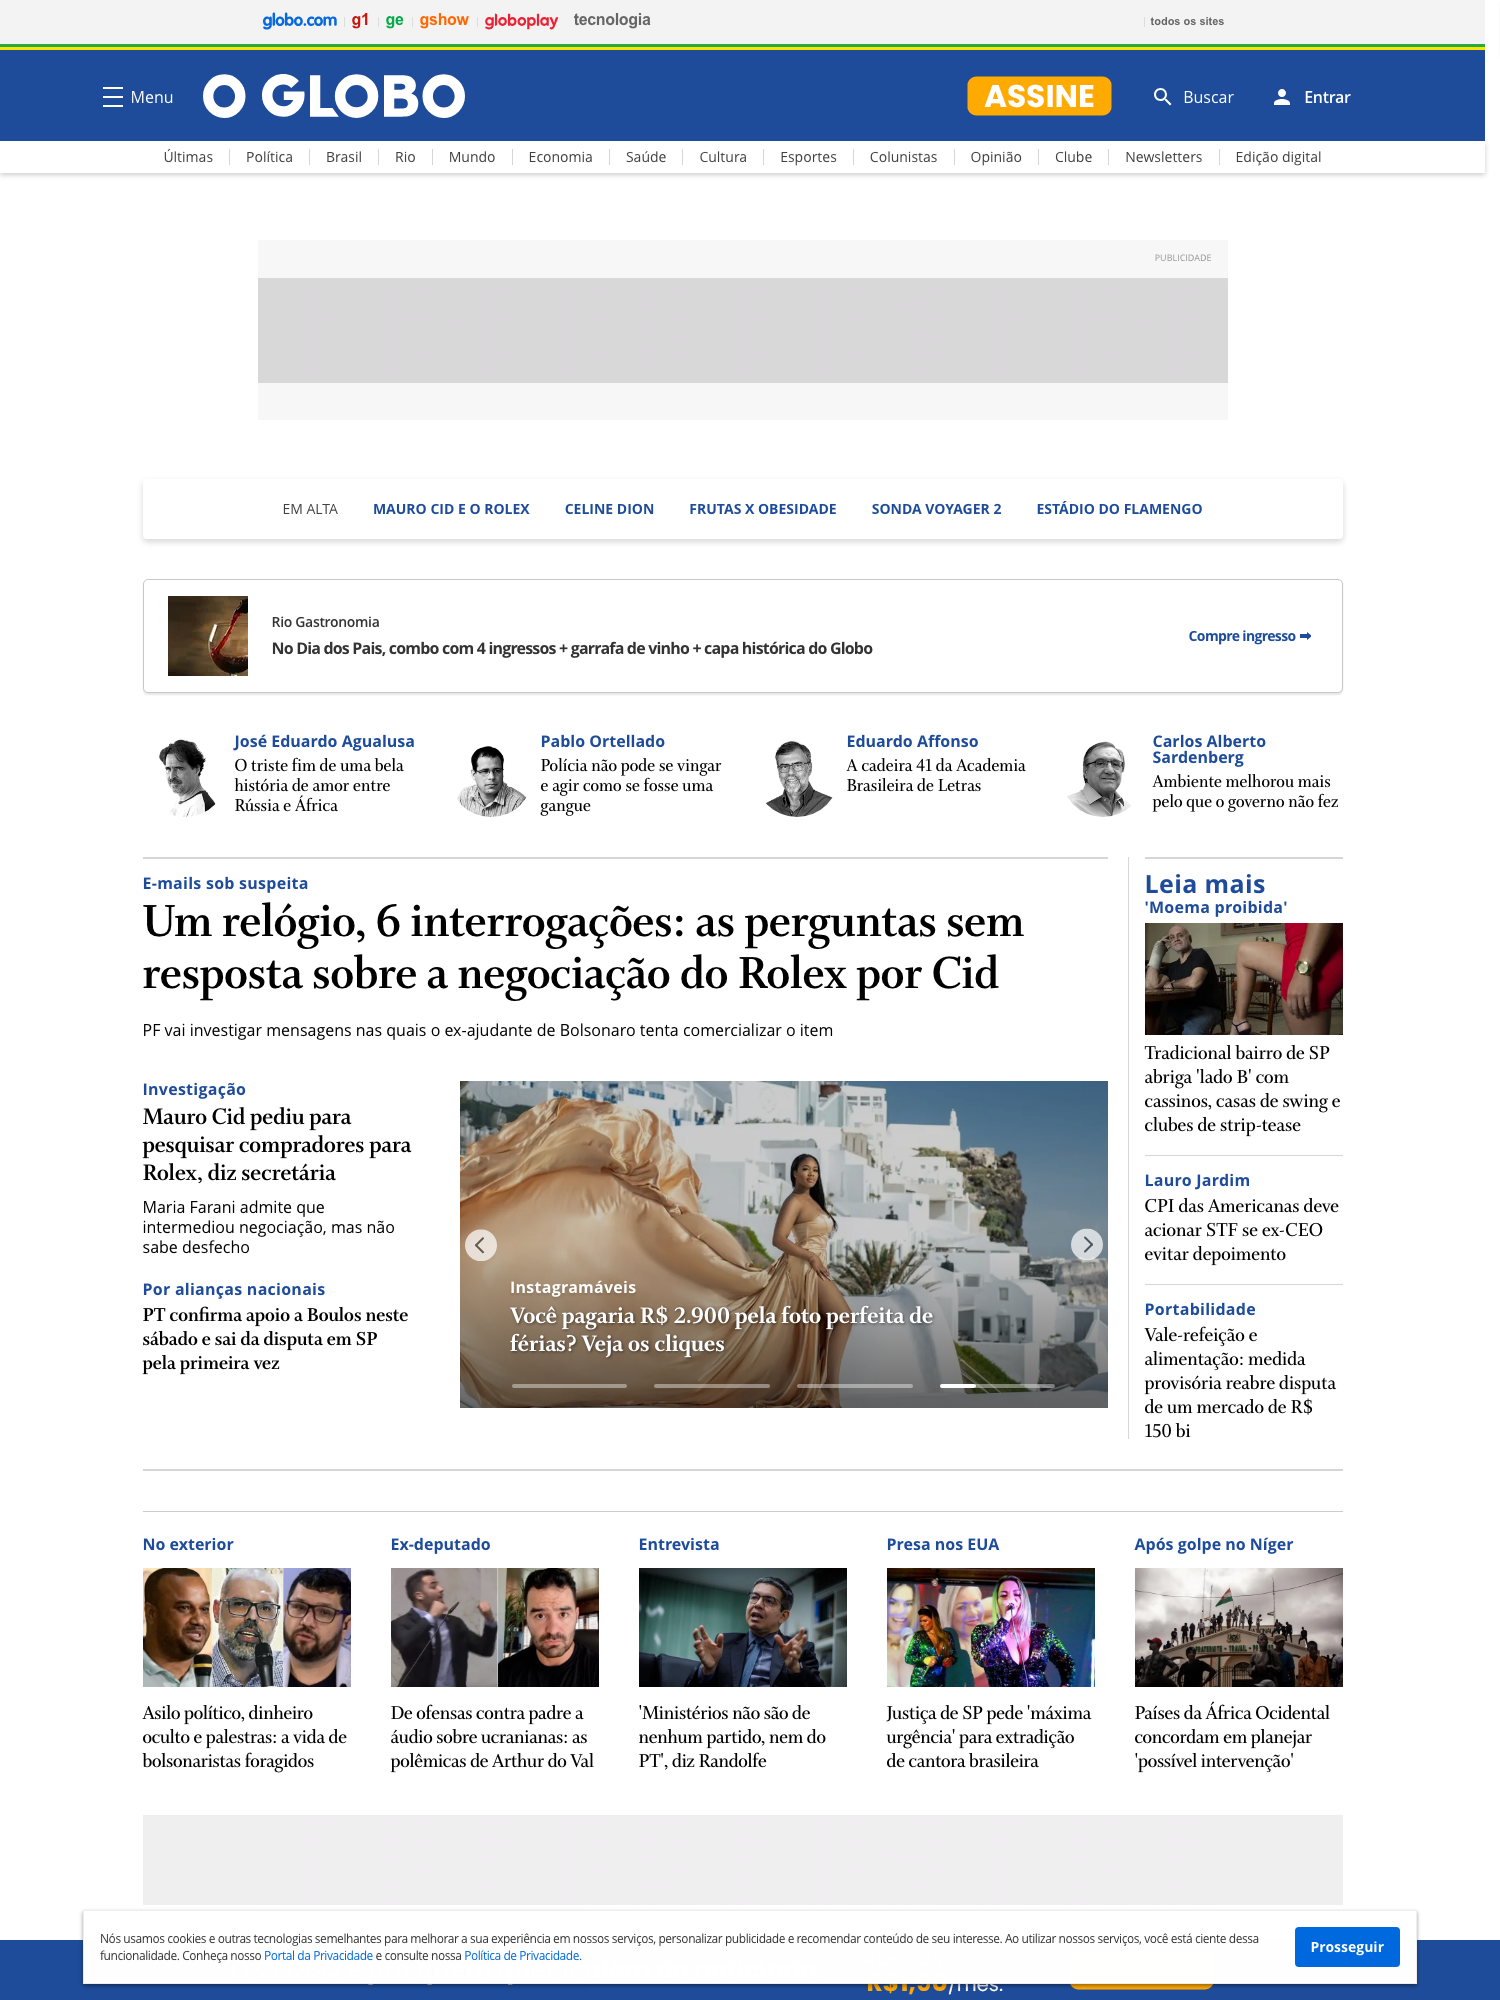 globo.com g1 ge gshow globoplay tecnologia todos os sites
Menu O GLOBO ASSINE Buscar Entrar
Últimas Política Brasil Rio Mundo Economia Saúde Cultura Esportes Colunistas Opinião Clube Newsletters Edição digital
PUBLICIDADE
EM ALTA MAURO CID E O ROLEX CELINE DION FRUTAS X OBESIDADE SONDA VOYAGER 2 ESTÁDIO DO FLAMENGO
Rio Gastronomia
No Dia dos Pais, combo com 4 ingressos + garrafa de vinho + capa histórica do Globo
Compre ingresso ➡
José Eduardo Agualusa
O triste fim de uma bela
história de amor entre
Rússia e África
Pablo Ortellado
Polícia não pode se vingar
e agir como se fosse uma
gangue
Eduardo Affonso
A cadeira 41 da Academia
Brasileira de Letras
Carlos Alberto
Sardenberg
Ambiente melhorou mais
pelo que o governo não fez
E-mails sob suspeita
Um relógio, 6 interrogações: as perguntas sem
resposta sobre a negociação do Rolex por Cid
PF vai investigar mensagens nas quais o ex-ajudante de Bolsonaro tenta comercializar o item
Investigação
Mauro Cid pediu para
pesquisar compradores para
Rolex, diz secretária
Maria Farani admite que
intermediou negociação, mas não
sabe desfecho
Por alianças nacionais
PT confirma apoio a Boulos neste
sábado e sai da disputa em SP
pela primeira vez
Instagramáveis
Você pagaria R$ 2.900 pela foto perfeita de
férias? Veja os cliques
Leia mais
'Moema proibida'
Tradicional bairro de SP
abriga 'lado B' com
cassinos, casas de swing e
clubes de strip-tease
Lauro Jardim
CPI das Americanas deve
acionar STF se ex-CEO
evitar depoimento
Portabilidade
Vale-refeição e
alimentação: medida
provisória reabre disputa
de um mercado de R$
150 bi
No exterior
Asilo político, dinheiro
oculto e palestras: a vida de
bolsonaristas foragidos
Ex-deputado
De ofensas contra padre a
áudio sobre ucranianas: as
polêmicas de Arthur do Val
Entrevista
'Ministérios não são de
nenhum partido, nem do
PT', diz Randolfe
Presa nos EUA
Justiça de SP pede 'máxima
urgência' para extradição
de cantora brasileira
Após golpe no Níger
Países da África Ocidental
concordam em planejar
'possível intervenção'
Nós usamos cookies e outras tecnologias semelhantes para melhorar a sua experiência em nossos serviços, personalizar publicidade e recomendar conteúdo de seu interesse. Ao utilizar nossos serviços, você está ciente dessa
funcionalidade. Conheça nosso Portal da Privacidade e consulte nossa Política de Privacidade.
Prosseguir